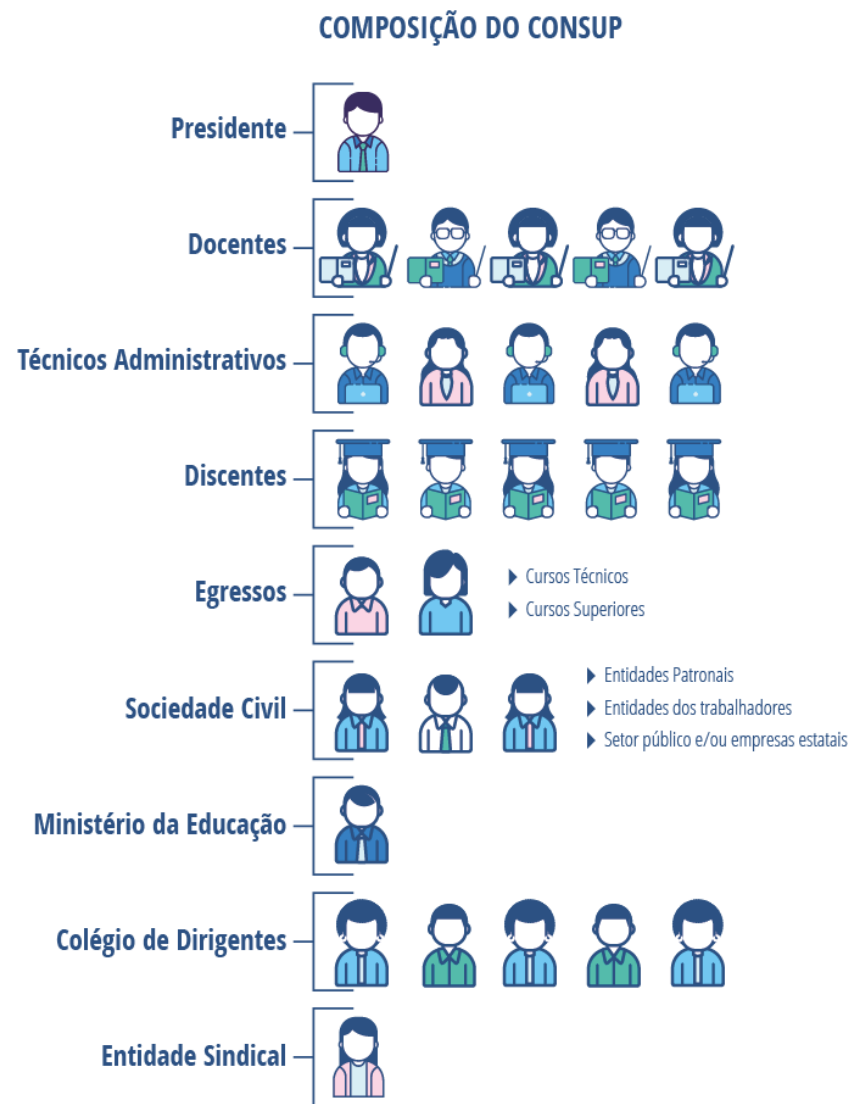 COMPOSIÇÃO DO CONSUP
Presidente
Docentes
Técnicos Administrativos
Discentes
Egressos
Cursos Técnicos
Cursos Superiores
Sociedade Civil
Entidades Patronais
Entidades dos trabalhadores
Setor público e/ou empresas estatais
Ministério da Educação
Colégio de Dirigentes
Entidade Sindical